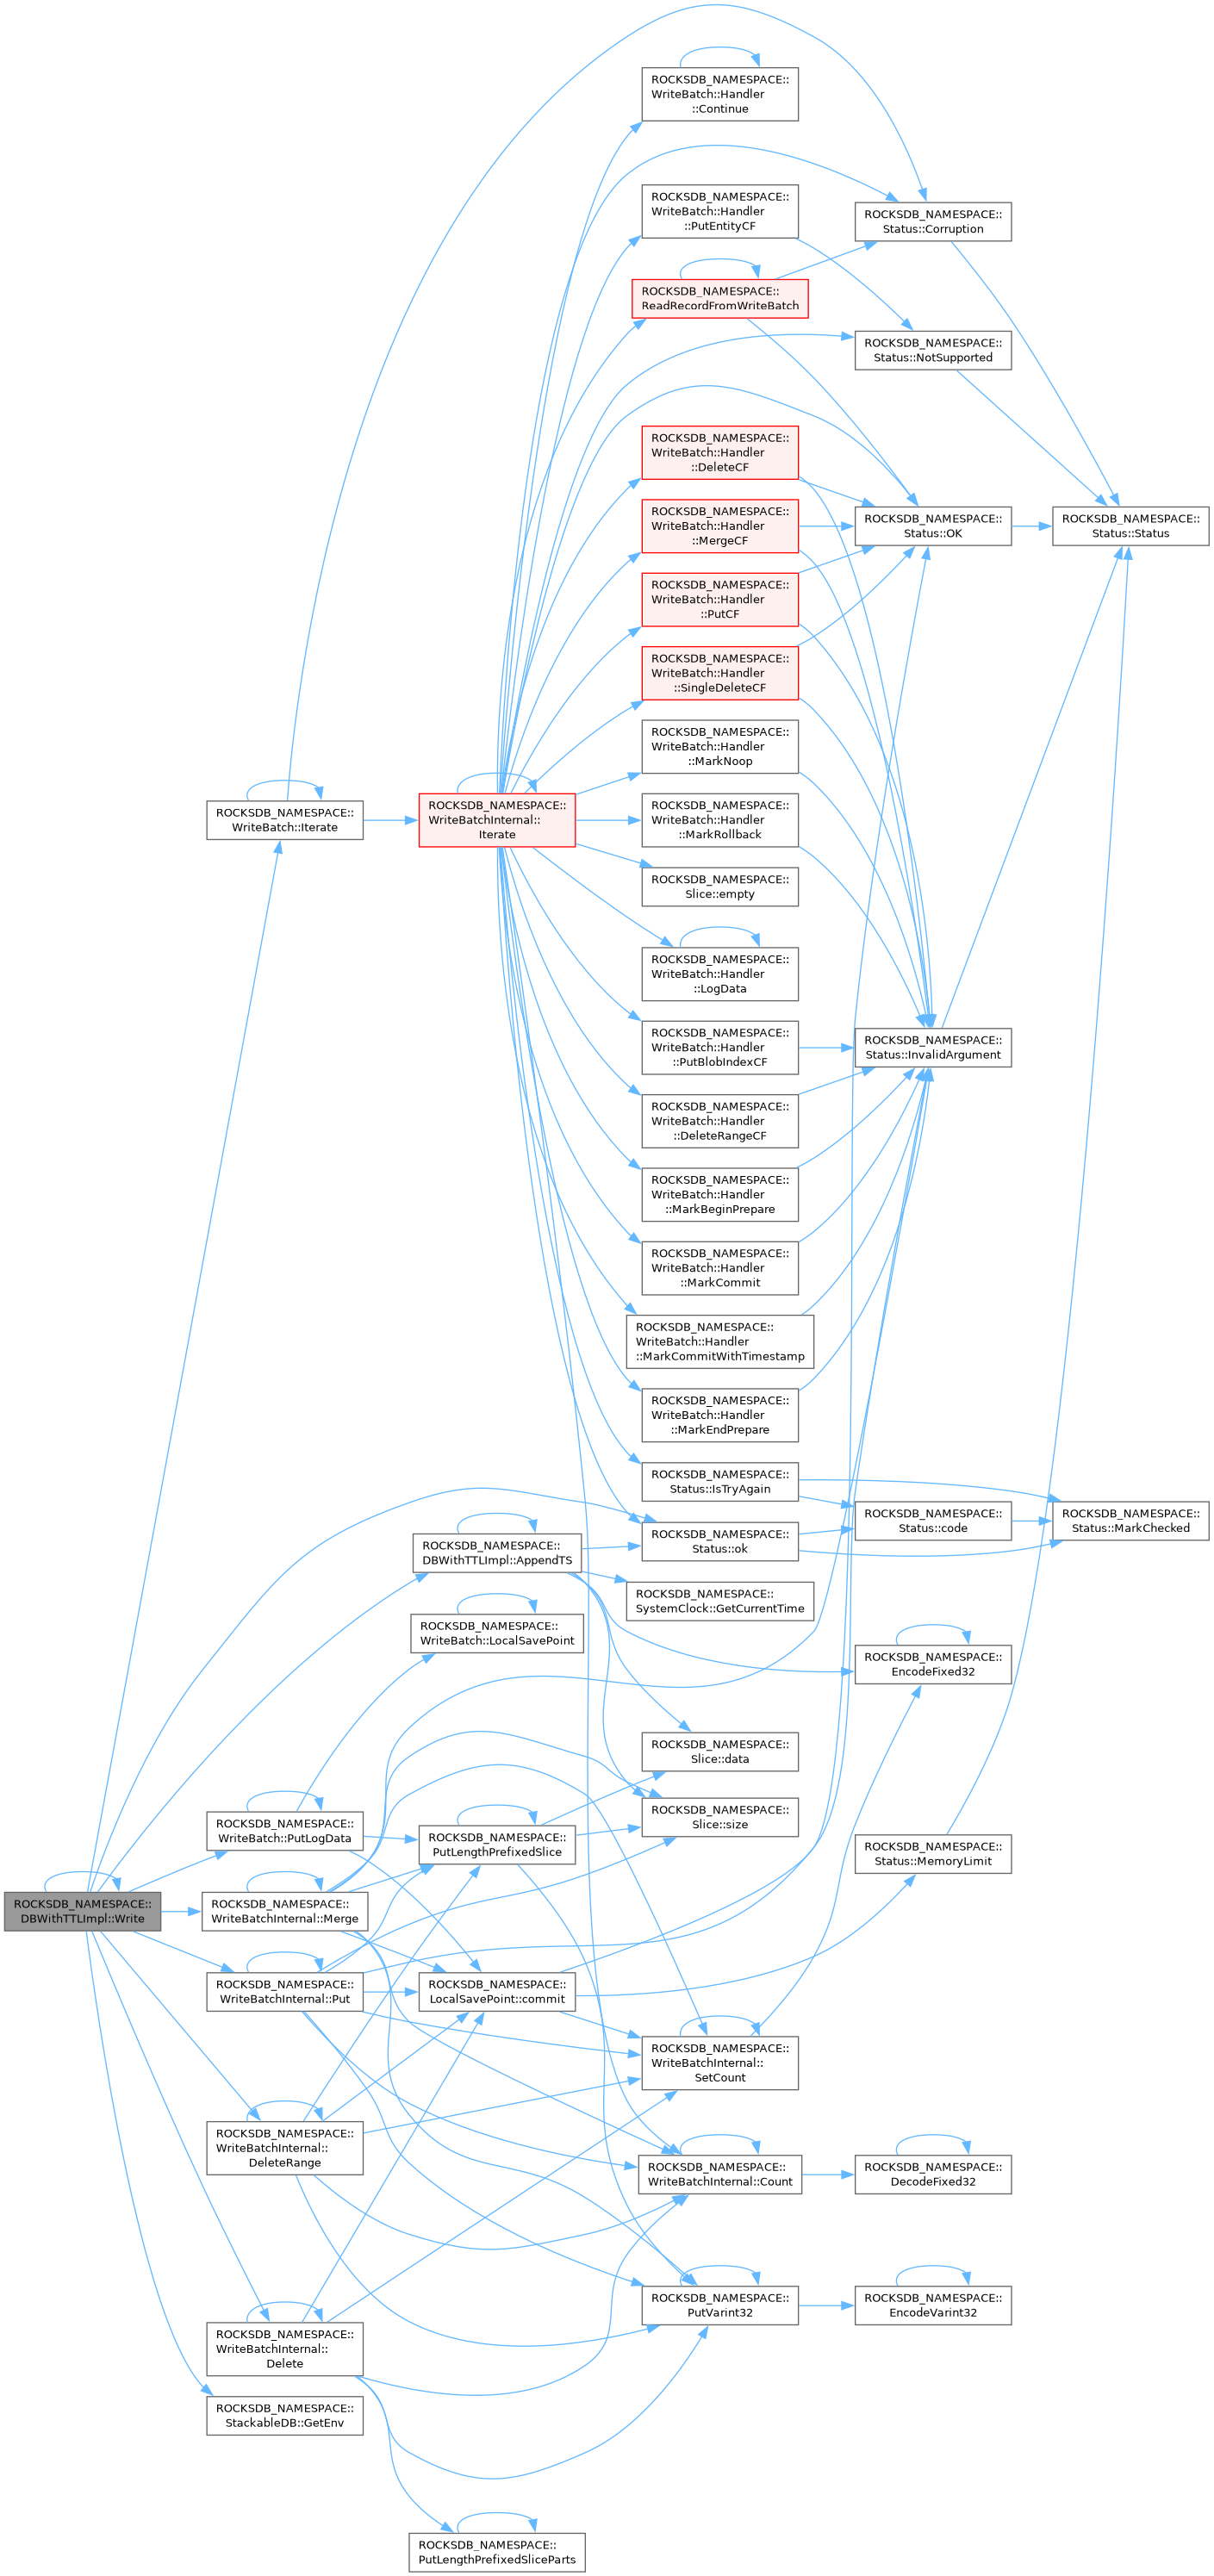 ROCKSDB_NAMESPACE::
DBWithTTLImpl::Write
ROCKSDB_NAMESPACE::
WriteBatch::Iterate
ROCKSDB_NAMESPACE::
WriteBatch::PutLogData
ROCKSDB_NAMESPACE::
WriteBatchInternal::Merge
ROCKSDB_NAMESPACE::
WriteBatchInternal::Put
ROCKSDB_NAMESPACE::
WriteBatchInternal::
DeleteRange
ROCKSDB_NAMESPACE::
WriteBatchInternal::
Delete
ROCKSDB_NAMESPACE::
StackableDB::GetEnv
ROCKSDB_NAMESPACE::
WriteBatchInternal::
Iterate
ROCKSDB_NAMESPACE::
DBWithTTLImpl::AppendTS
ROCKSDB_NAMESPACE::
WriteBatch::LocalSavePoint
ROCKSDB_NAMESPACE::
PutLengthPrefixedSlice
ROCKSDB_NAMESPACE::
LocalSavePoint::commit
ROCKSDB_NAMESPACE::
PutLengthPrefixedSliceParts
ROCKSDB_NAMESPACE::
WriteBatch::Handler
::Continue
ROCKSDB_NAMESPACE::
WriteBatch::Handler
::PutEntityCF
ROCKSDB_NAMESPACE::
ReadRecordFromWriteBatch
ROCKSDB_NAMESPACE::
WriteBatch::Handler
::DeleteCF
ROCKSDB_NAMESPACE::
WriteBatch::Handler
::MergeCF
ROCKSDB_NAMESPACE::
WriteBatch::Handler
::PutCF
ROCKSDB_NAMESPACE::
WriteBatch::Handler
::SingleDeleteCF
ROCKSDB_NAMESPACE::
WriteBatch::Handler
::MarkNoop
ROCKSDB_NAMESPACE::
WriteBatch::Handler
::MarkRollback
ROCKSDB_NAMESPACE::
Slice::empty
ROCKSDB_NAMESPACE::
WriteBatch::Handler
::LogData
ROCKSDB_NAMESPACE::
WriteBatch::Handler
::PutBlobIndexCF
ROCKSDB_NAMESPACE::
WriteBatch::Handler
::DeleteRangeCF
ROCKSDB_NAMESPACE::
WriteBatch::Handler
::MarkBeginPrepare
ROCKSDB_NAMESPACE::
WriteBatch::Handler
::MarkCommit
ROCKSDB_NAMESPACE::
WriteBatch::Handler
::MarkCommitWithTimestamp
ROCKSDB_NAMESPACE::
WriteBatch::Handler
::MarkEndPrepare
ROCKSDB_NAMESPACE::
Status::IsTryAgain
ROCKSDB_NAMESPACE::
Status::ok
ROCKSDB_NAMESPACE::
SystemClock::GetCurrentTime
ROCKSDB_NAMESPACE::
Slice::data
ROCKSDB_NAMESPACE::
Slice::size
ROCKSDB_NAMESPACE::
WriteBatchInternal::
SetCount
ROCKSDB_NAMESPACE::
WriteBatchInternal::Count
ROCKSDB_NAMESPACE::
PutVarint32
ROCKSDB_NAMESPACE::
Status::Corruption
ROCKSDB_NAMESPACE::
Status::NotSupported
ROCKSDB_NAMESPACE::
Status::OK
ROCKSDB_NAMESPACE::
Status::InvalidArgument
ROCKSDB_NAMESPACE::
Status::code
ROCKSDB_NAMESPACE::
EncodeFixed32
ROCKSDB_NAMESPACE::
Status::MemoryLimit
ROCKSDB_NAMESPACE::
DecodeFixed32
ROCKSDB_NAMESPACE::
EncodeVarint32
ROCKSDB_NAMESPACE::
Status::Status
ROCKSDB_NAMESPACE::
Status::MarkChecked